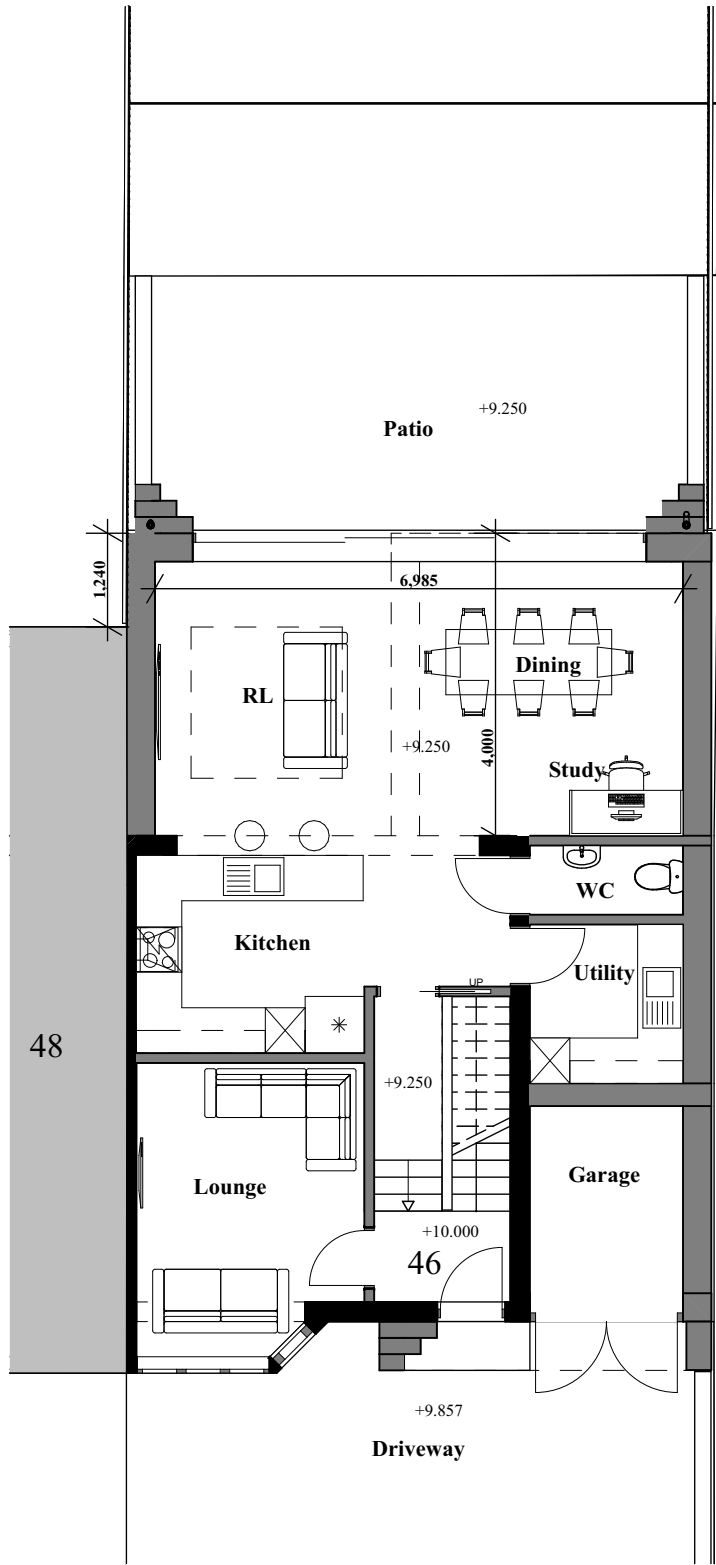 +9.250
Patio
1,240
6,985
Dining
RL
+9.250
4,000
Study
WC
Kitchen
Utility
UP
48
+9.250
Lounge
Garage
+10.000
46
+9.857
Driveway